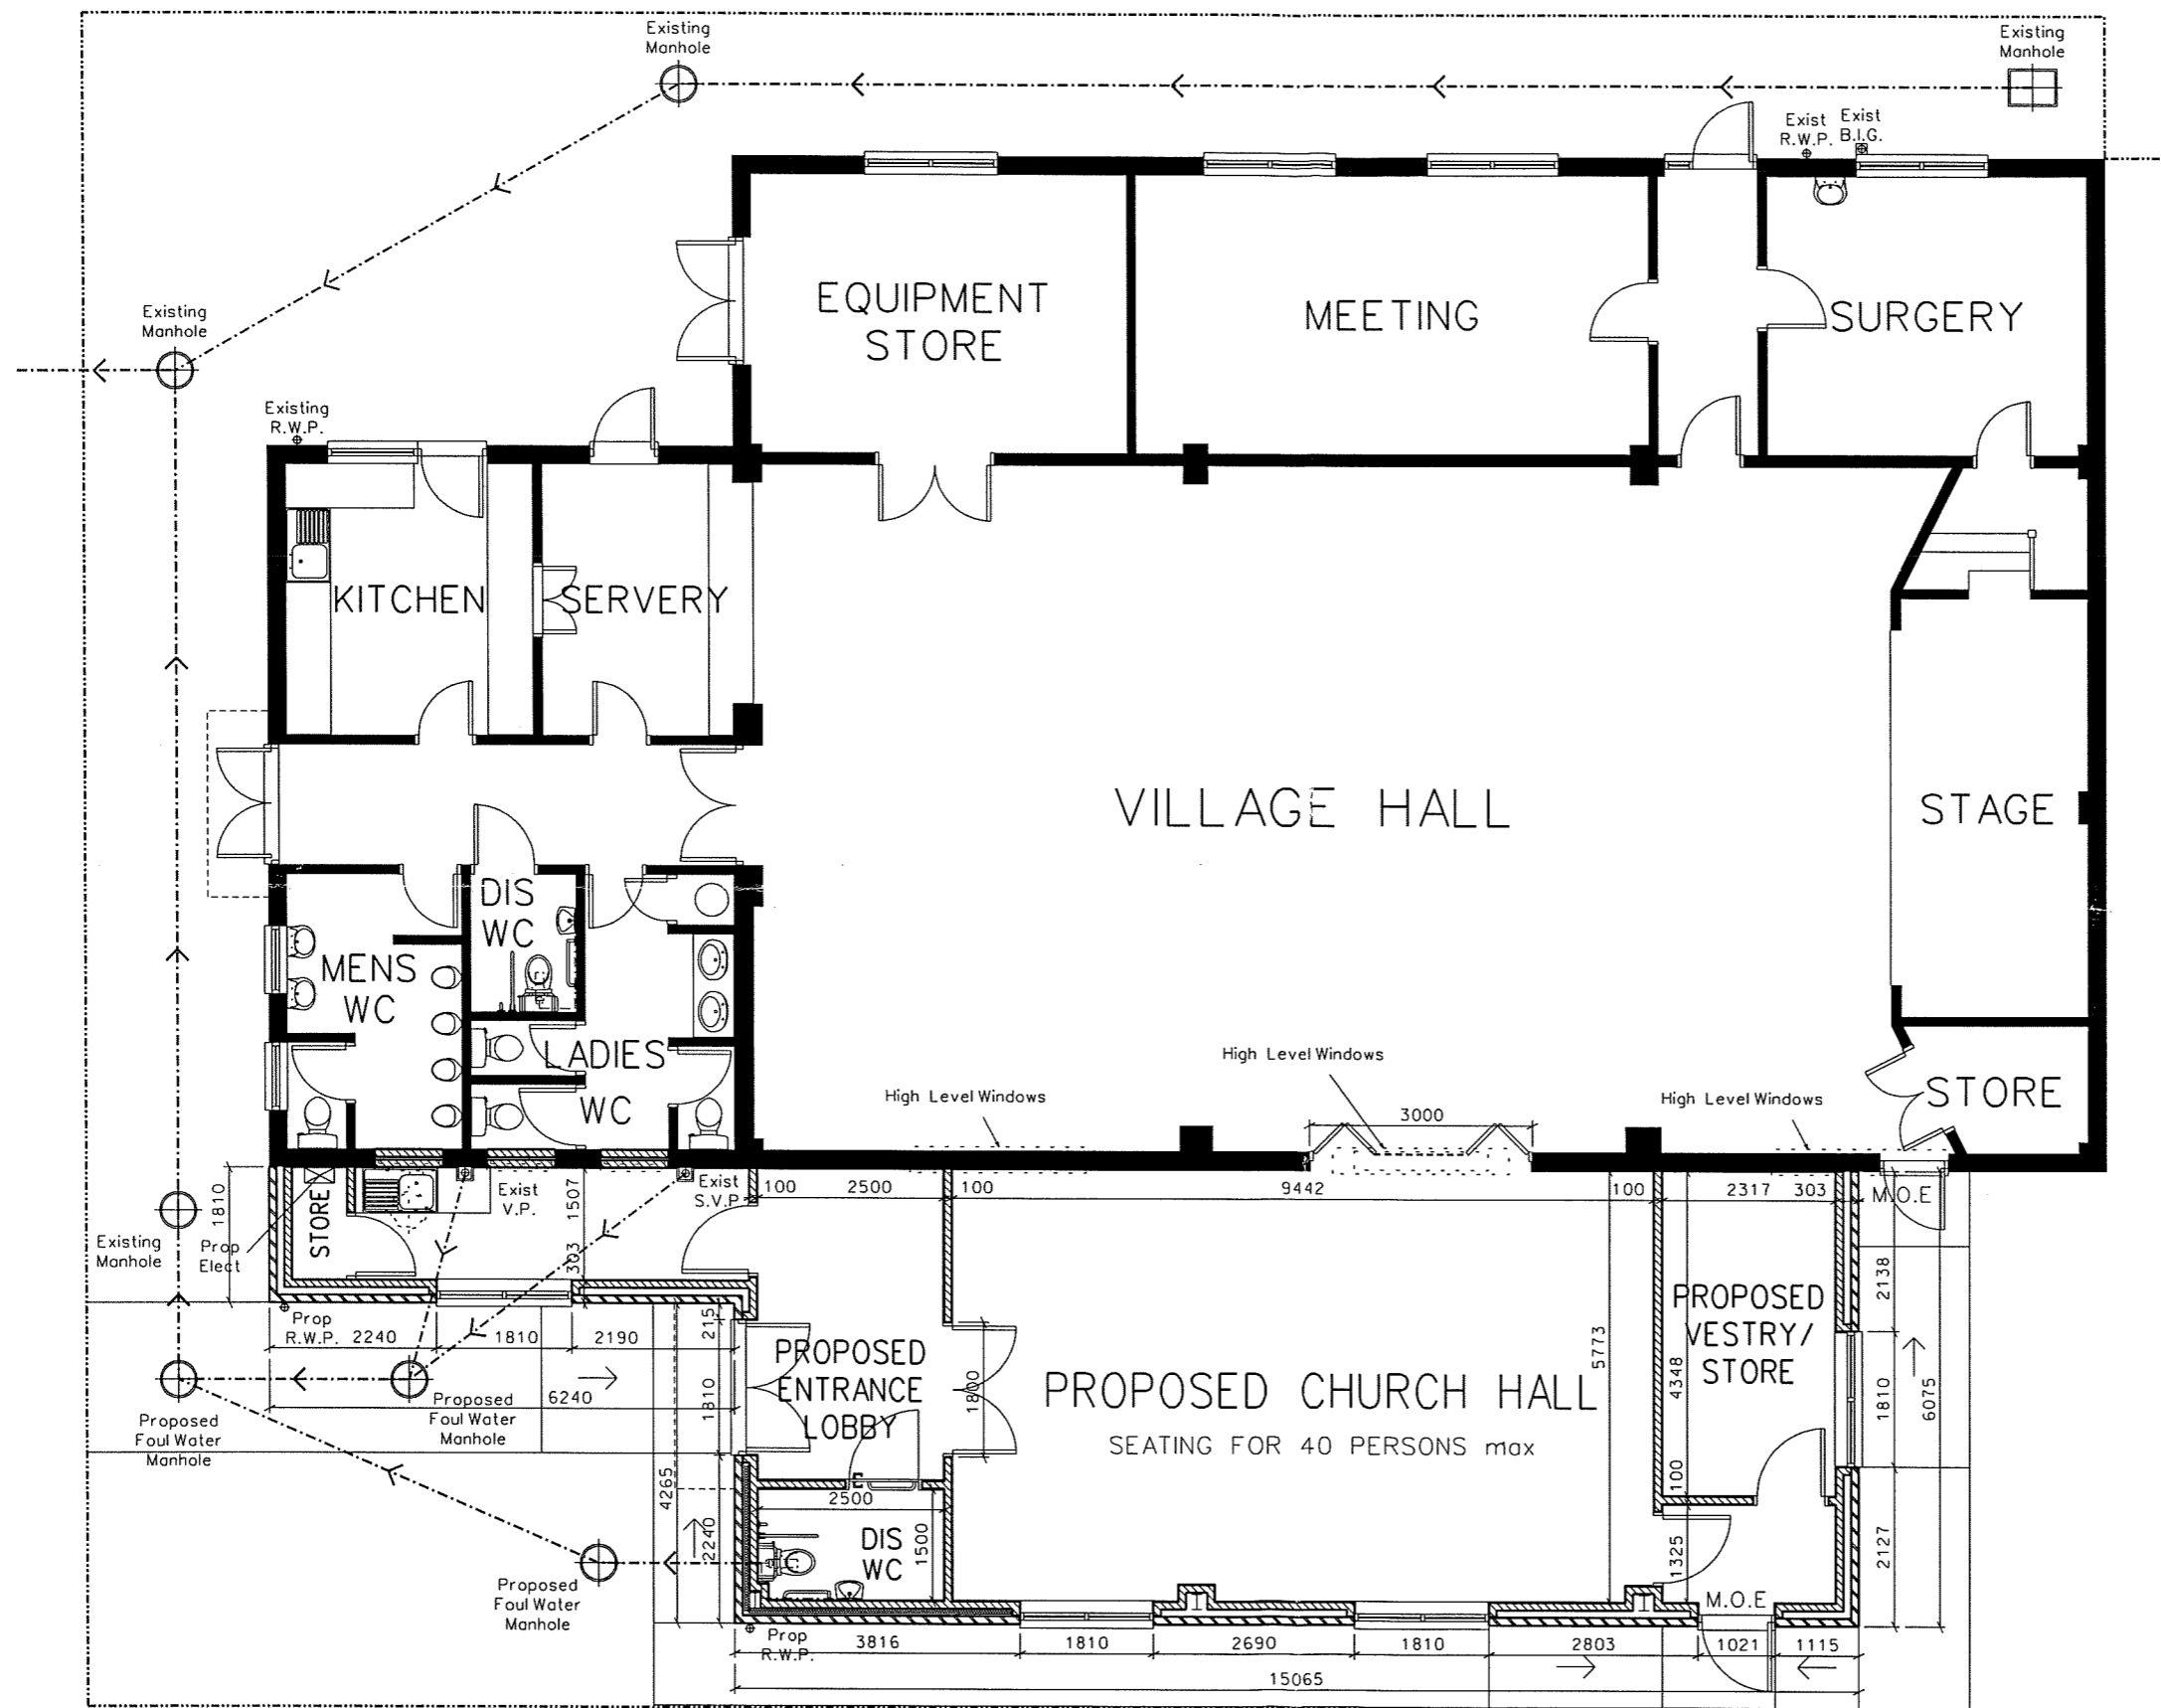 Existing
Manhole
Existing
Manhole
Exist
R.W.P.
Exist
B.I.G.
EQUIPMENT
STORE
MEETING
SURGERY
Existing
Manhole
Existing
R.W.P.
KITCHEN
SERVERY
VILLAGE HALL
STAGE
DIS
WC
MENS
WC
LADIES
WC
High Level Windows
High Level Windows
High Level Windows
3000
STORE
1810
STORE
Exist
V.P.
1507
303
Exist
S.V.P
100
2500
100
9442
100
2317
303
M.O.E
Existing
Manhole
Prop
Elect
Prop
R.W.P.
2240
1810
2190
6240
215
1810
4265
2240
PROPOSED
ENTRANCE
LOBBY
1800
PROPOSED CHURCH HALL
SEATING FOR 40 PERSONS max
5773
4348
100
1325
PROPOSED
VESTRY/
STORE
2138
1810
6075
2127
Proposed
Foul Water
Manhole
Proposed
Foul Water
Manhole
2500
1500
DIS
WC
Proposed
Foul Water
Manhole
M.O.E
Prop
R.W.P.
3816
1810
2690
1810
2803
1021
1115
15065